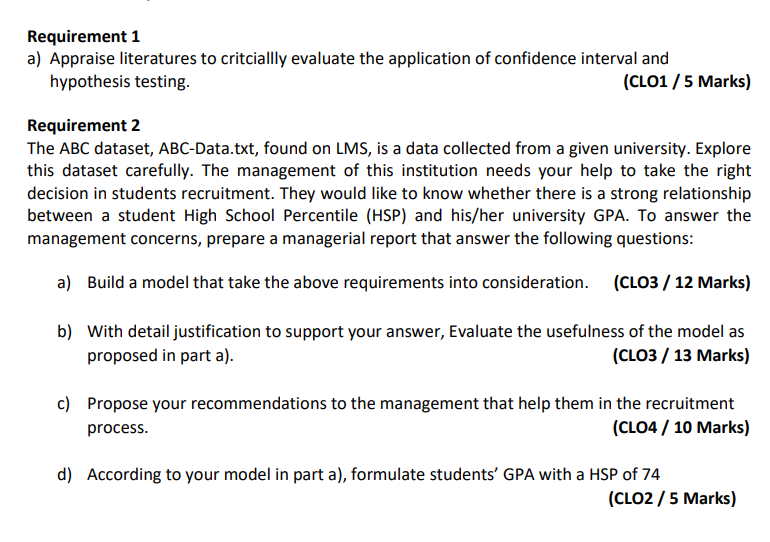 Requirement 1
a) Appraise literatures to critciallly evaluate the application of confidence interval and
hypothesis testing. (CLO1 / 5 Marks)
Requirement 2
The ABC dataset, ABC-Data.txt, found on LMS, is a data collected from a given university. Explore
this dataset carefully. The management of this institution needs your help to take the right
decision in students recruitment. They would like to know whether there is a strong relationship
between a student High School Percentile (HSP) and his/her university GPA. To answer the
management concerns, prepare a managerial report that answer the following questions:
a) Build a model that take the above requirements into consideration. (CLO3 / 12 Marks)
b) With detail justification to support your answer, Evaluate the usefulness of the model as
proposed in part a). (CLO3 / 13 Marks)
c) Propose your recommendations to the management that help them in the recruitment
process. (CLO4 / 10 Marks)
d) According to your model in part a), formulate students’ GPA with a HSP of 74
(CLO2 / 5 Marks)